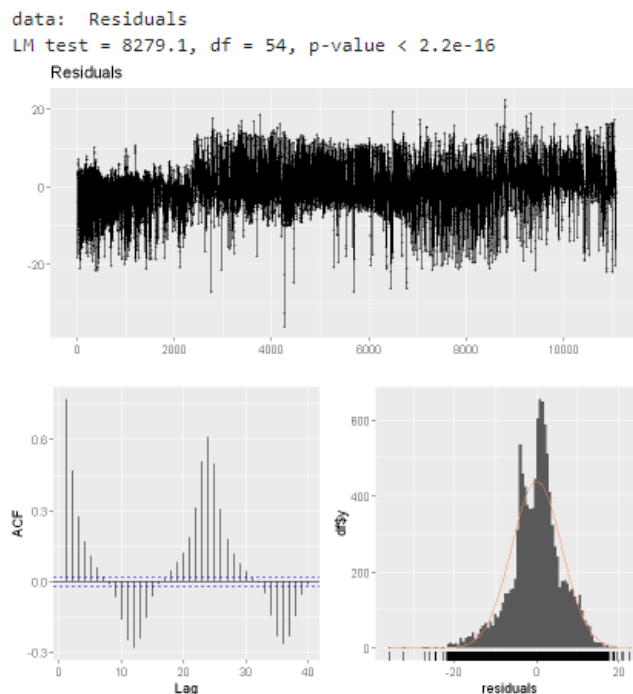 data:  Residuals
LM test = 8279.1, df = 54, p-value < 2.2e-16
Residuals
20
0
-20
0 2000 4000 6000 8000 10000
ACF
0.6
0.3
0.0
-0.3
0 10 20 30 40
Lag
df$y
600
400
200
0
-20 0 20
residuals